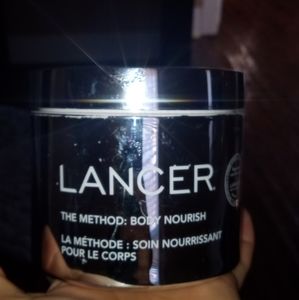 LANCER
THE METHOD: BODY NOURISH
LA MÉTHODE : SOIN NOURRISSANT
POUR LE CORPS